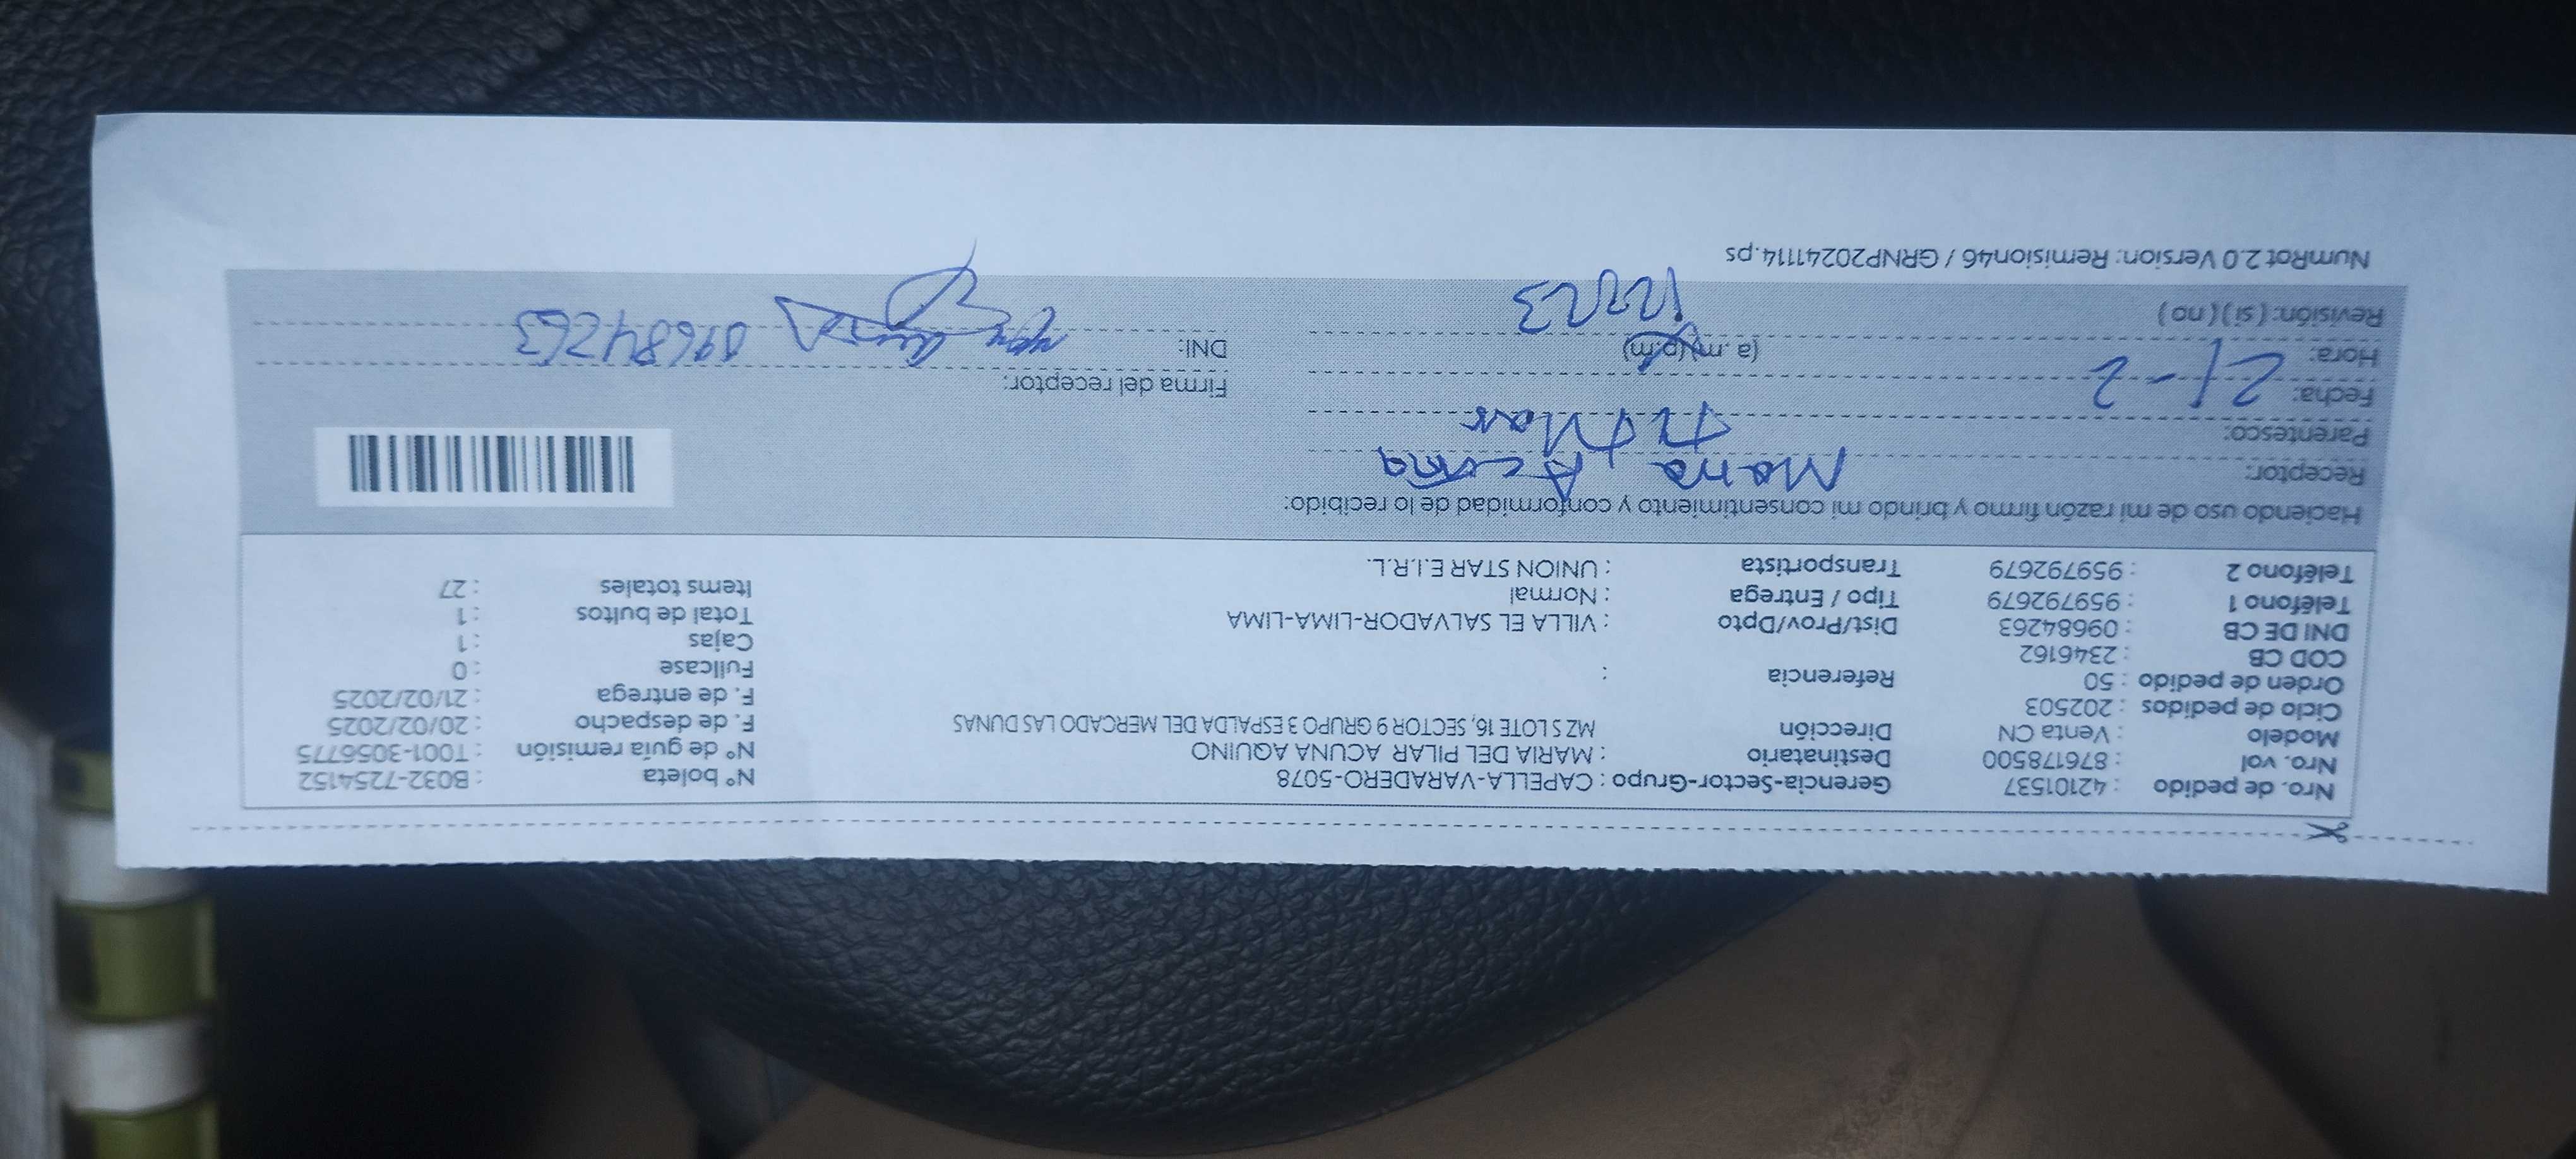 Nro. de pedido : 42101537
Nro. vol : 876178500
Modelo : Venta CN
Ciclo de pedidos : 202503
Orden de pedido : 50
COD CB : 2346162
DNI DE CB : 09684263
Teléfono 1 : 959792679
Teléfono 2 : 959792679
Gerencia-Sector-Grupo : CAPELLA-VARADERO-5078
Destinatario : MARIA DEL PILAR ACUNA AQUINO
Dirección MZ S LOTE 16, SECTOR 9 GRUPO 3 ESPALDA DEL MERCADO LAS DUNAS
Referencia :
Dist/Prov/Dpto : VILLA EL SALVADOR-LIMA-LIMA
Tipo / Entrega : Normal
Transportista : UNION STAR E.I.R.L.
N° boleta : B032-7254152
N° de guía remisión : T001-3056775
F. de despacho : 20/02/2025
F. de entrega : 21/02/2025
Fullcase : 0
Cajas : 1
Total de bultos : 1
Items totales : 27
Haciendo uso de mi razón firmo y brindo mi consentimiento y conformidad de lo recibido:
Receptor: Maria Acuña
Parentesco:
Fecha: 21-2
Hora: (a.m) (p.m)
Revisión: (si) (no)
Firma del receptor:
DNI: 09684263
NumRot 2.0 Version: Remision46 / GRNP20241114.ps